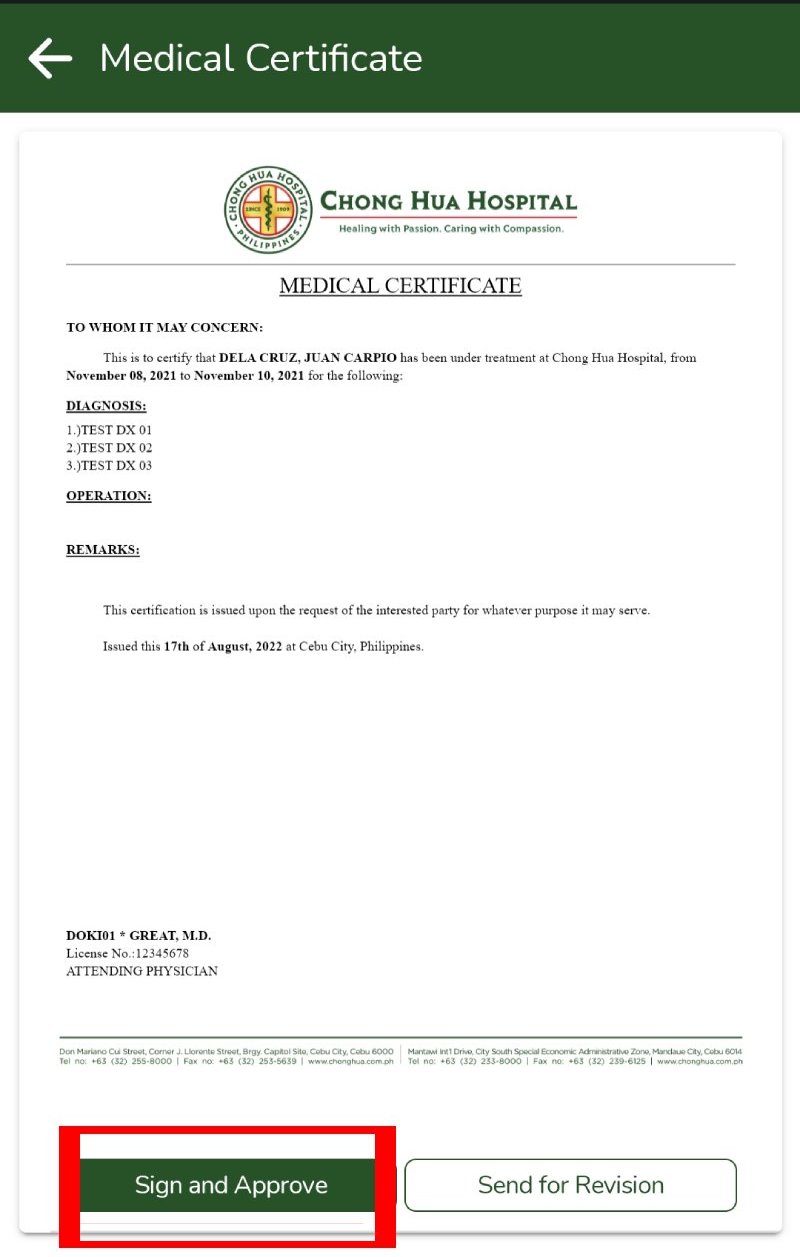 Medical Certificate
CHONG HUA HOSPITAL
SINCE 1909
PHILIPPINES
CHONG HUA HOSPITAL
Healing with Passion. Caring with Compassion.
MEDICAL CERTIFICATE
TO WHOM IT MAY CONCERN:
This is to certify that DELA CRUZ, JUAN CARPIO has been under treatment at Chong Hua Hospital, from
November 08, 2021 to November 10, 2021 for the following:
DIAGNOSIS:
1.)TEST DX 01
2.)TEST DX 02
3.)TEST DX 03
OPERATION:
REMARKS:
This certification is issued upon the request of the interested party for whatever purpose it may serve.
Issued this 17th of August, 2022 at Cebu City, Philippines.
DOKI01 * GREAT, M.D.
License No.:12345678
ATTENDING PHYSICIAN
Don Mariano Cui Street, Corner J. Llorente Street, Brgy. Capitol Site, Cebu City, Cebu 6000
Tel no: +63 (32) 255-8000 | Fax no: +63 (32) 253-5639 | www.chonghua.com.ph
Mantawi Int'l Drive, City South Special Economic Administrative Zone, Mandaue City, Cebu 6014
Tel no: +63 (32) 233-8000 | Fax no: +63 (32) 239-6125 | www.chonghua.com.ph
Sign and Approve
Send for Revision